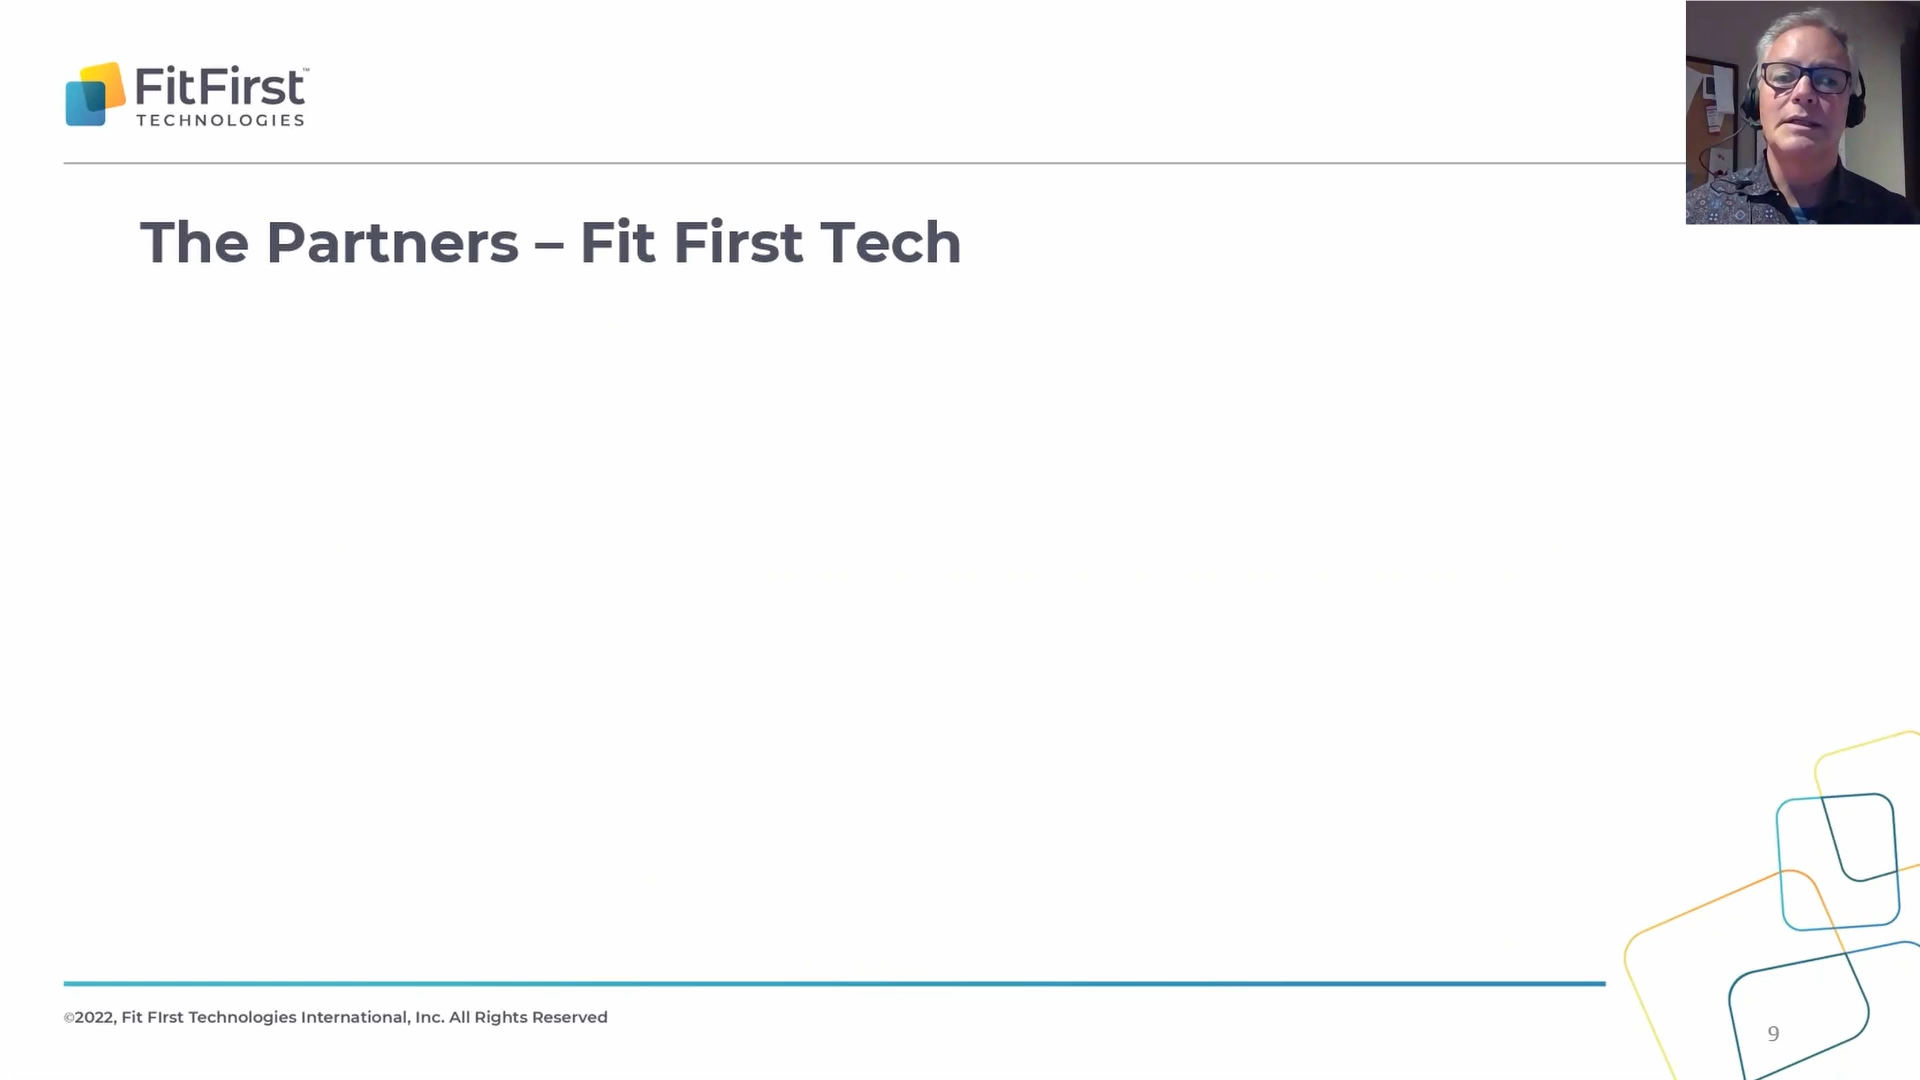 FitFirst™
TECHNOLOGIES
The Partners – Fit First Tech
©2022, Fit FIrst Technologies International, Inc. All Rights Reserved
9